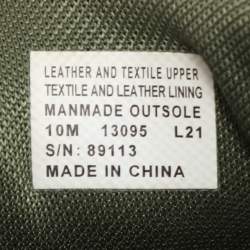 LEATHER AND TEXTILE UPPER
TEXTILE AND LEATHER LINING
MANMADE OUTSOLE
10M 13095 L21
S/N: 89113
MADE IN CHINA